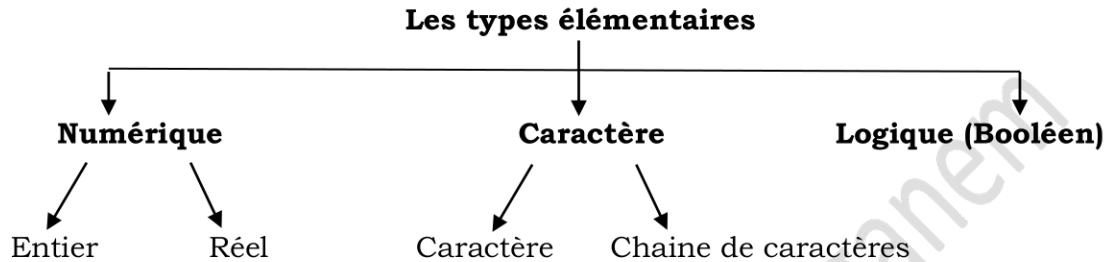 Les types élémentaires
Numérique Caractère Logique (Booléen)
Entier Réel Caractère Chaine de caractères